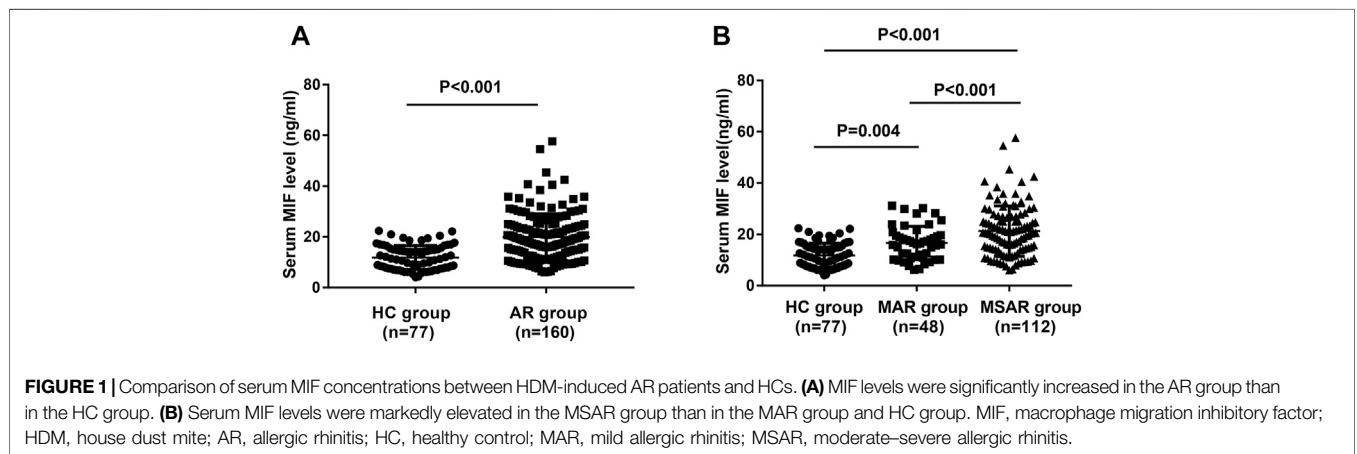 A
B
P<0.001
P<0.001
P<0.001
P=0.004
Serum MIF level (ng/ml)
80
60
40
20
0
HC group
(n=77)
AR group
(n=160)
Serum MIF level(ng/ml)
80
60
40
20
0
HC group
(n=77)
MAR group
(n=48)
MSAR group
(n=112)
FIGURE 1 | Comparison of serum MIF concentrations between HDM-induced AR patients and HCs. (A) MIF levels were significantly increased in the AR group than
in the HC group. (B) Serum MIF levels were markedly elevated in the MSAR group than in the MAR group and HC group. MIF, macrophage migration inhibitory factor;
HDM, house dust mite; AR, allergic rhinitis; HC, healthy control; MAR, mild allergic rhinitis; MSAR, moderate–severe allergic rhinitis.